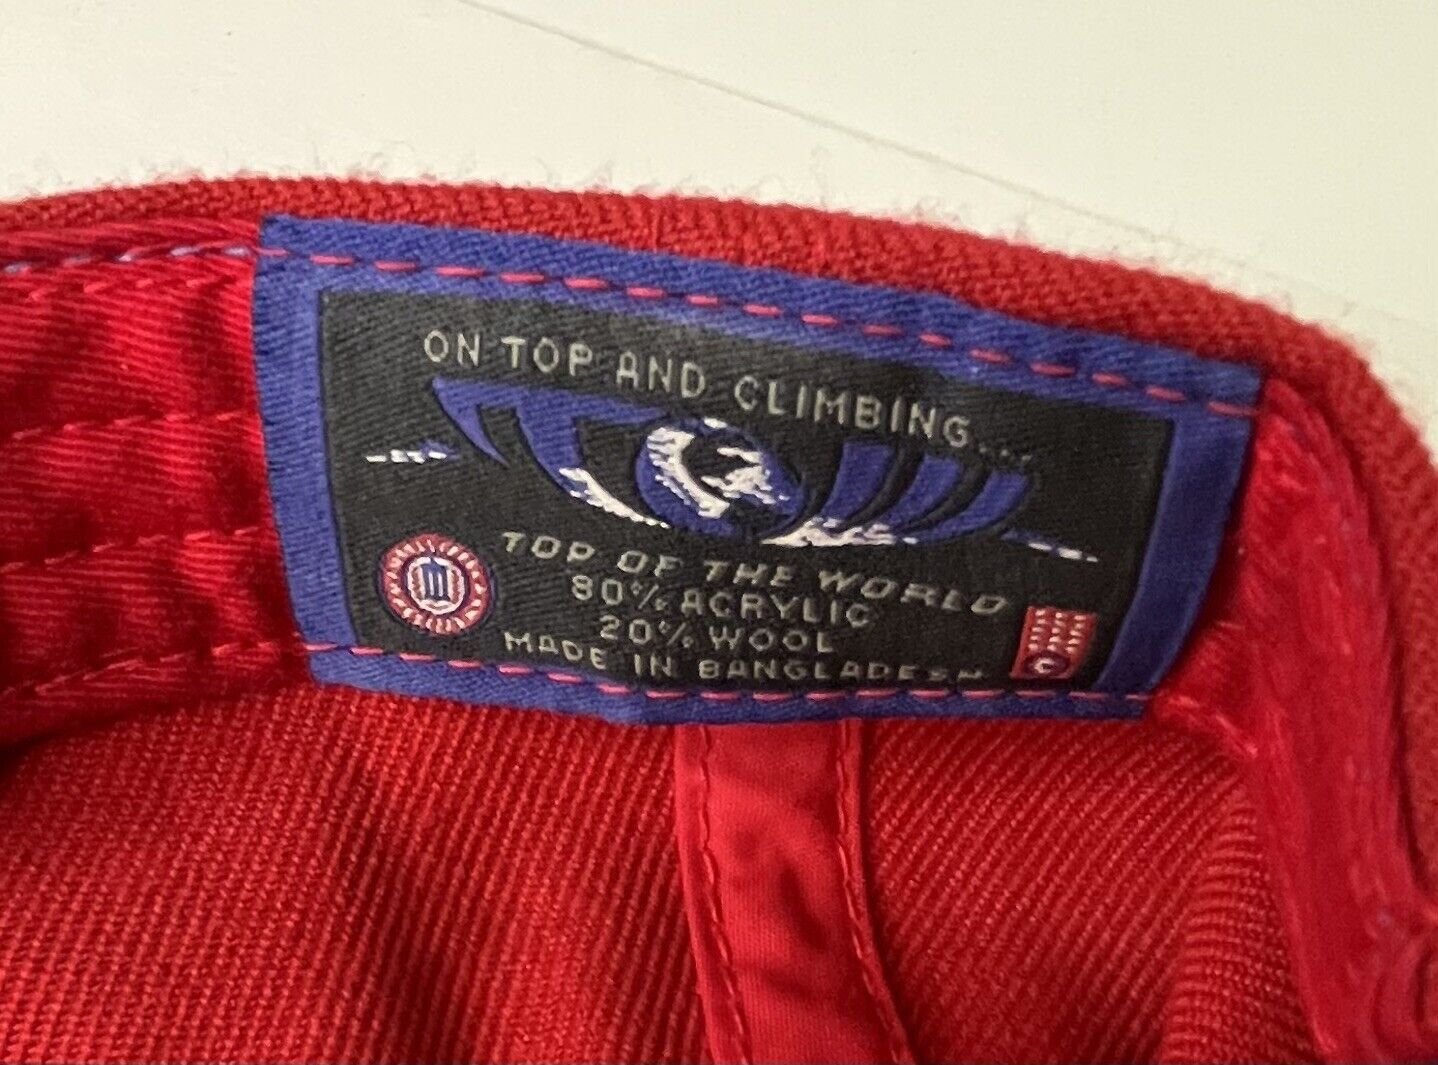 ON TOP AND CLIMBING...
TOP OF THE WORLD
80% ACRYLIC
20% WOOL
MADE IN BANGLADESH